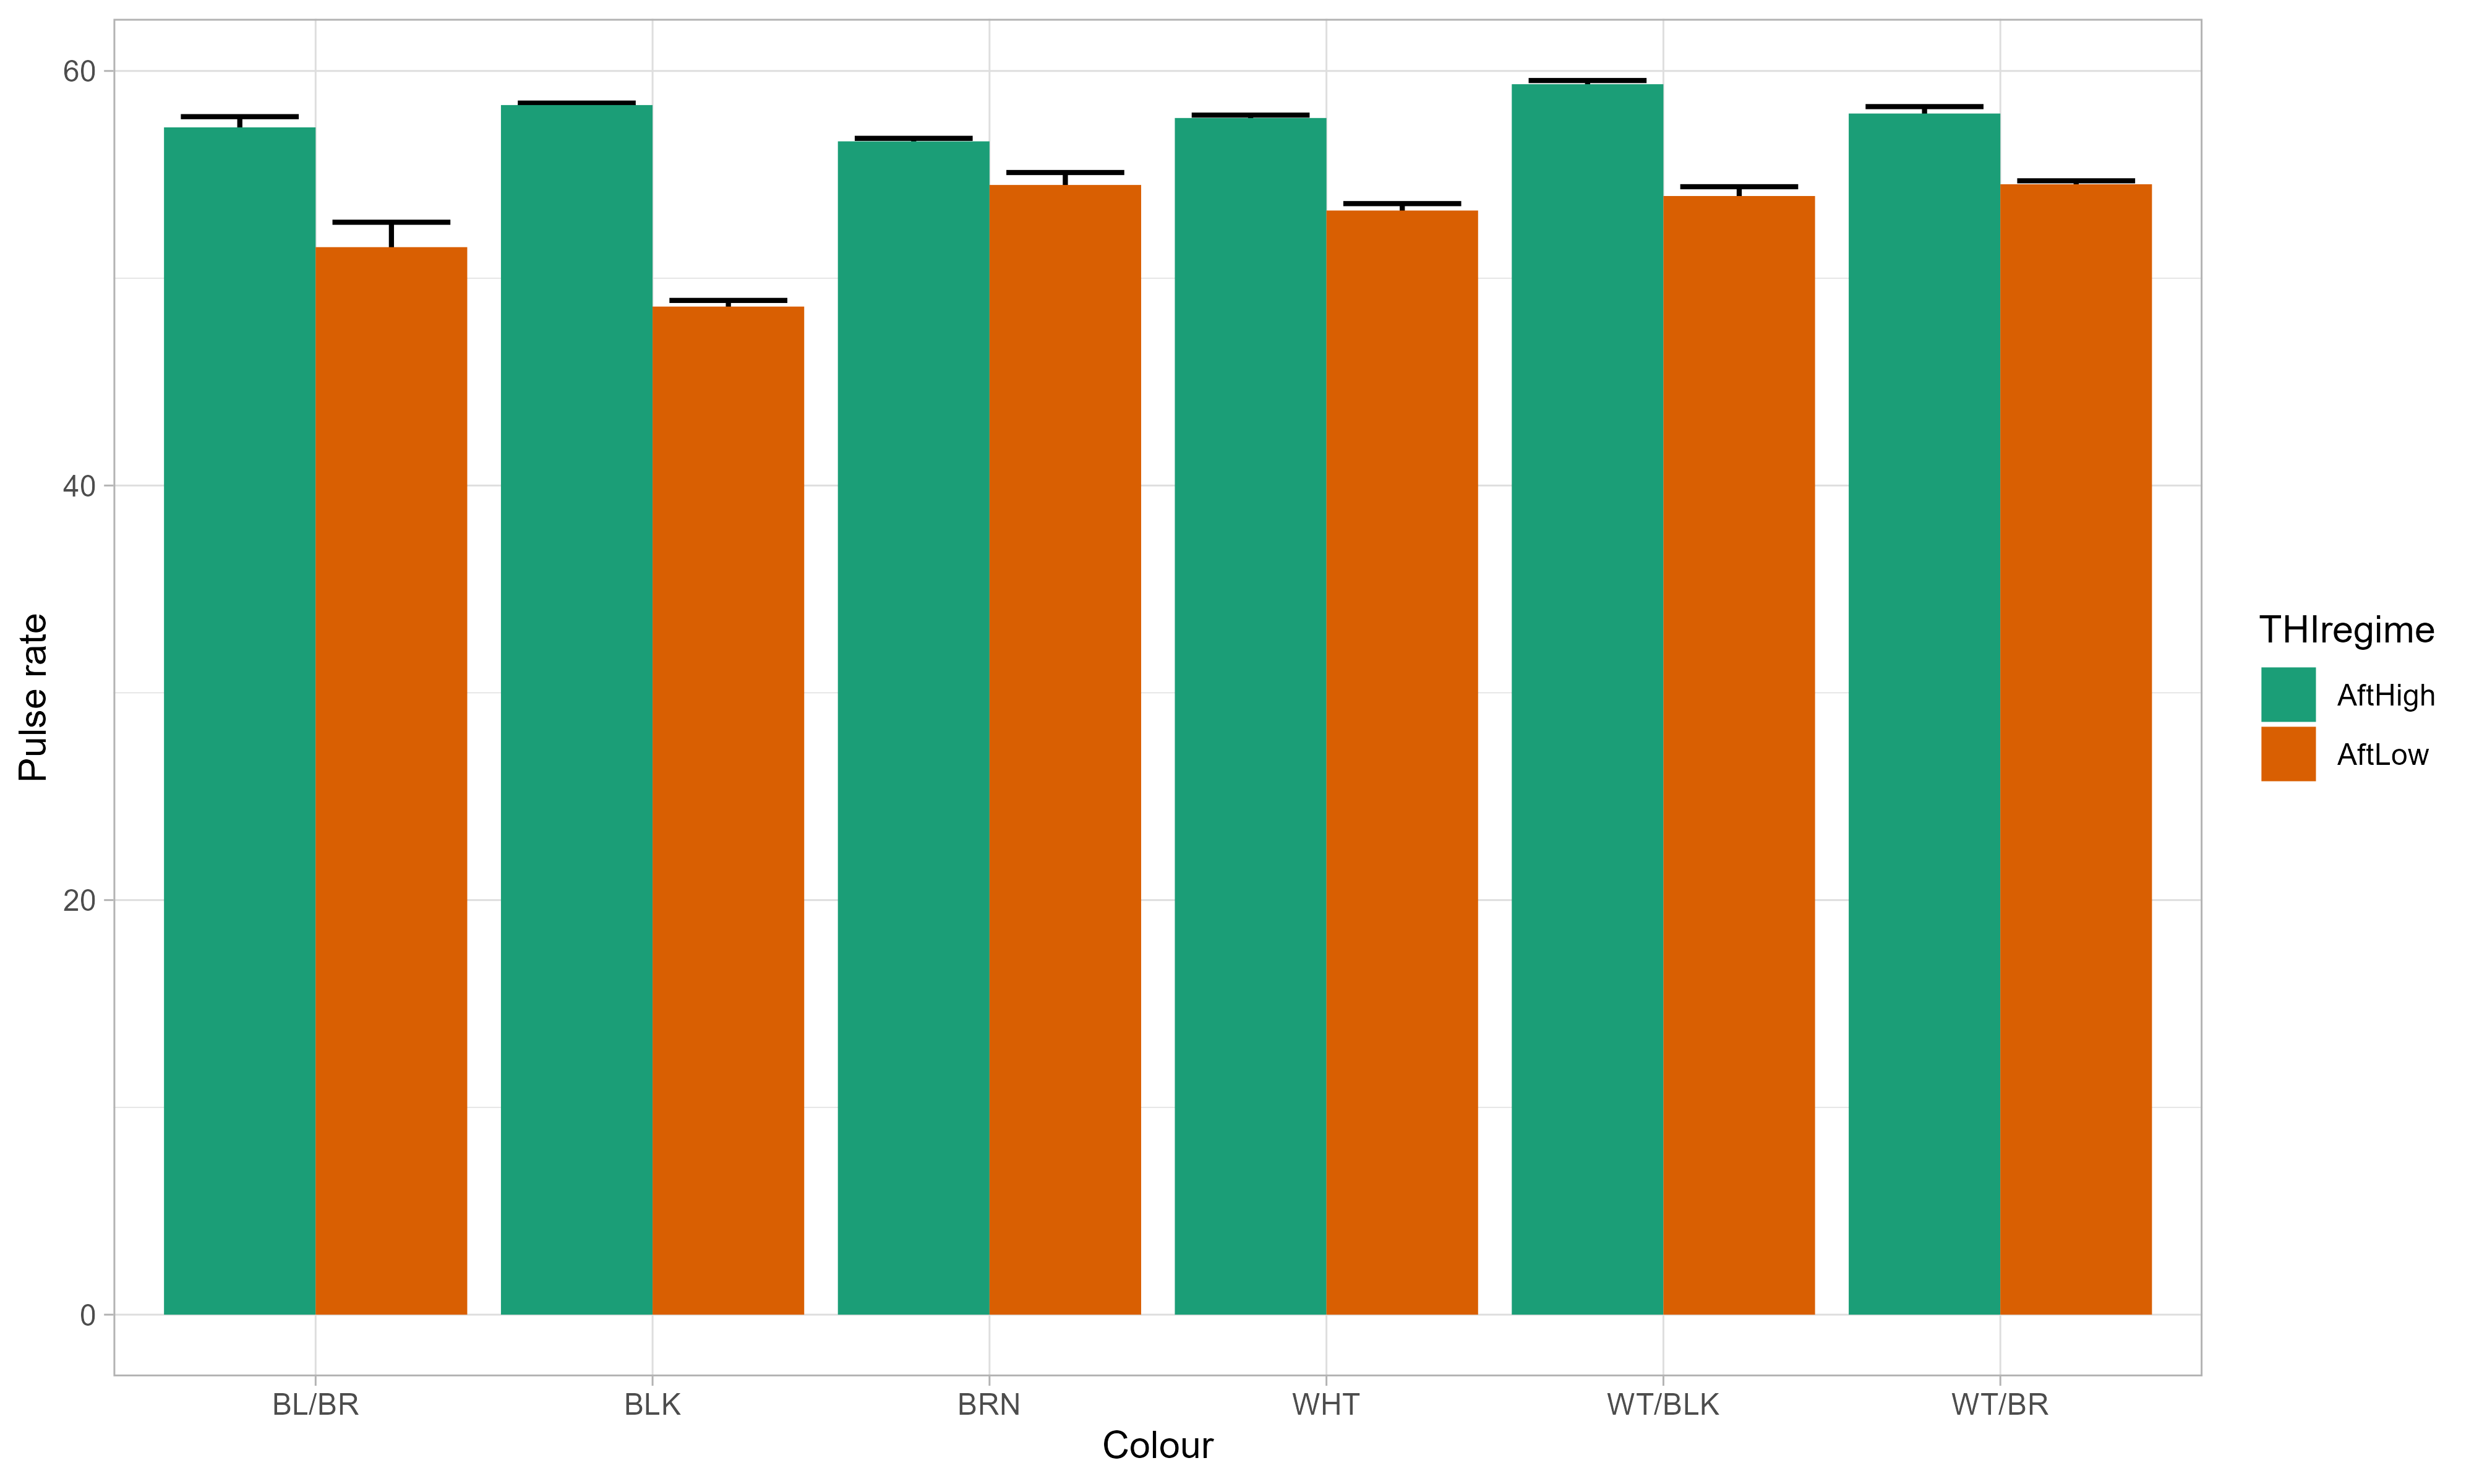 60
40
20
0
Pulse rate
BL/BR BLK BRN WHT WT/BLK WT/BR
Colour
THIregime
AftHigh
AftLow